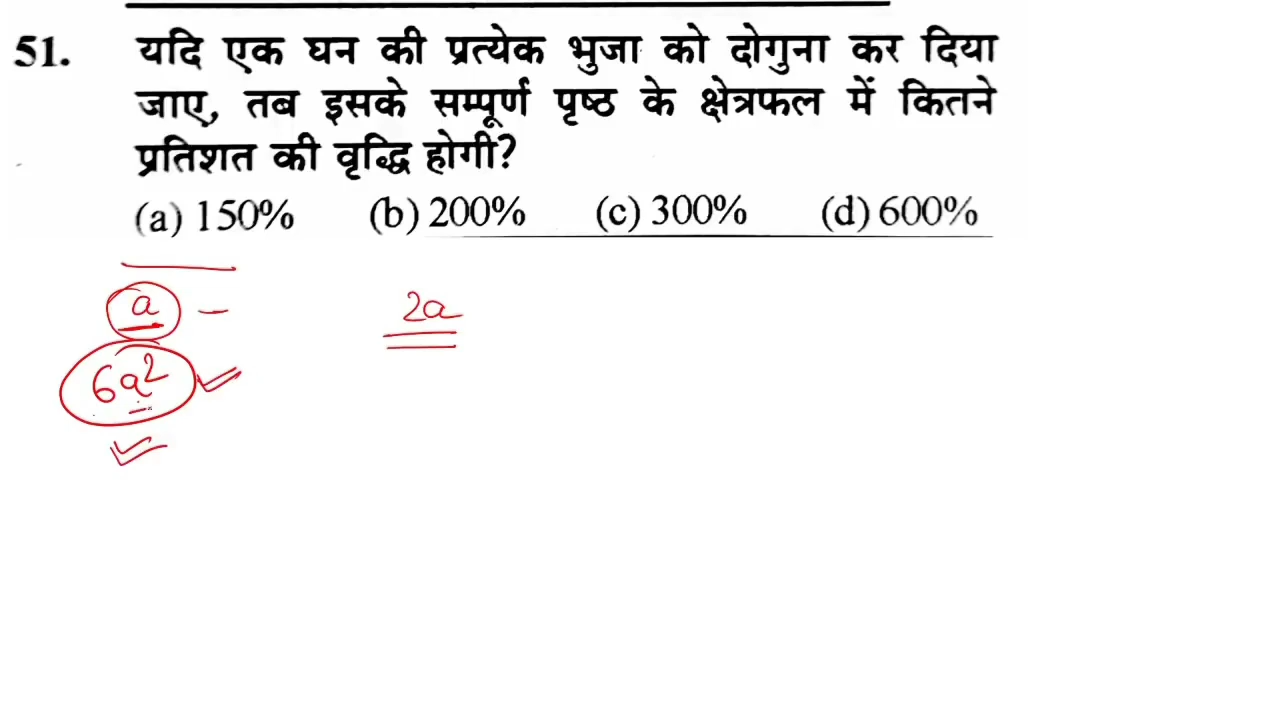 51. यदि एक घन की प्रत्येक भुजा को दोगुना कर दिया
जाए, तब इसके सम्पूर्ण पृष्ठ के क्षेत्रफल में कितने
प्रतिशत की वृद्धि होगी?
(a) 150% (b) 200% (c) 300% (d) 600%
a – 2a
6a²